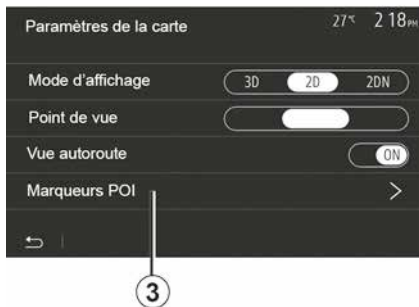 Paramètres de la carte 27°C 2 18PM
Mode d'affichage 3D 2D 2DN
Point de vue
Vue autoroute ON
Marqueurs POI
3